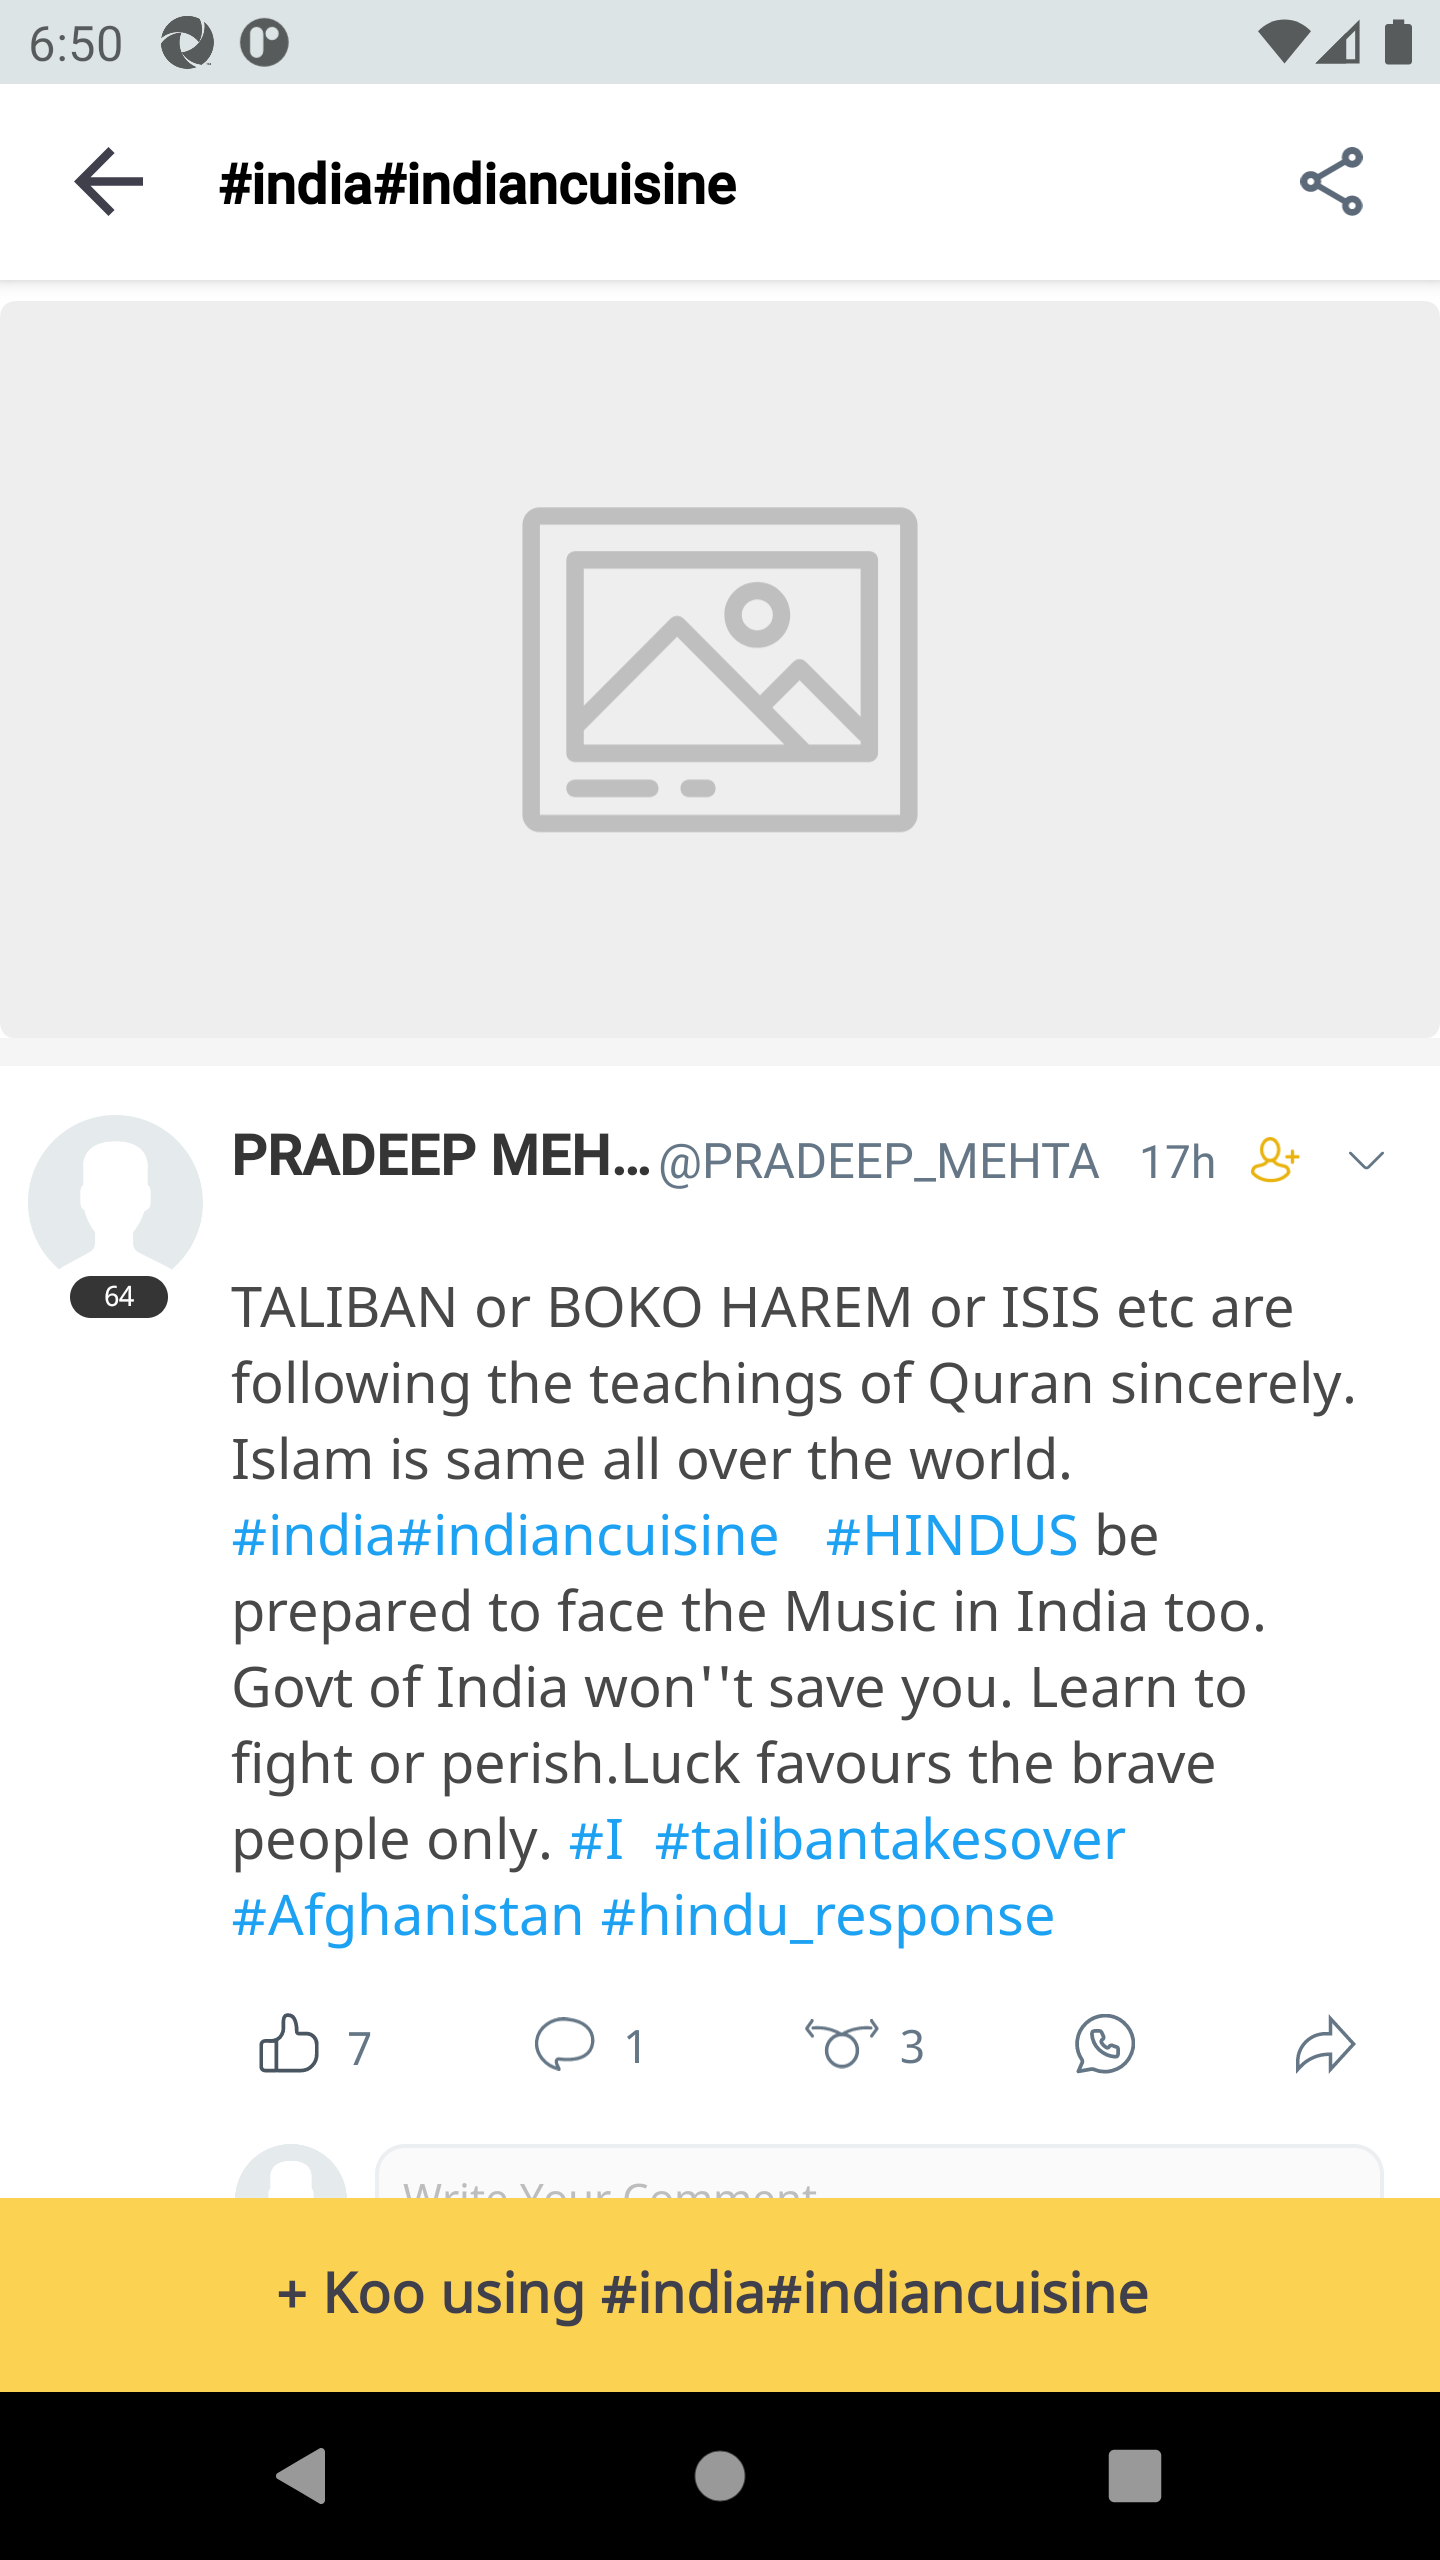 6:50
#india#indiancuisine
PRADEEP MEH... @PRADEEP_MEHTA 17h
64
TALIBAN or BOKO HAREM or ISIS etc are
following the teachings of Quran sincerely.
Islam is same all over the world.
#india#indiancuisine #HINDUS be
prepared to face the Music in India too.
Govt of India won''t save you. Learn to
fight or perish.Luck favours the brave
people only. #I #talibantakesover
#Afghanistan #hindu_response
7 1 3
Write Your Comment
+ Koo using #india#indiancuisine